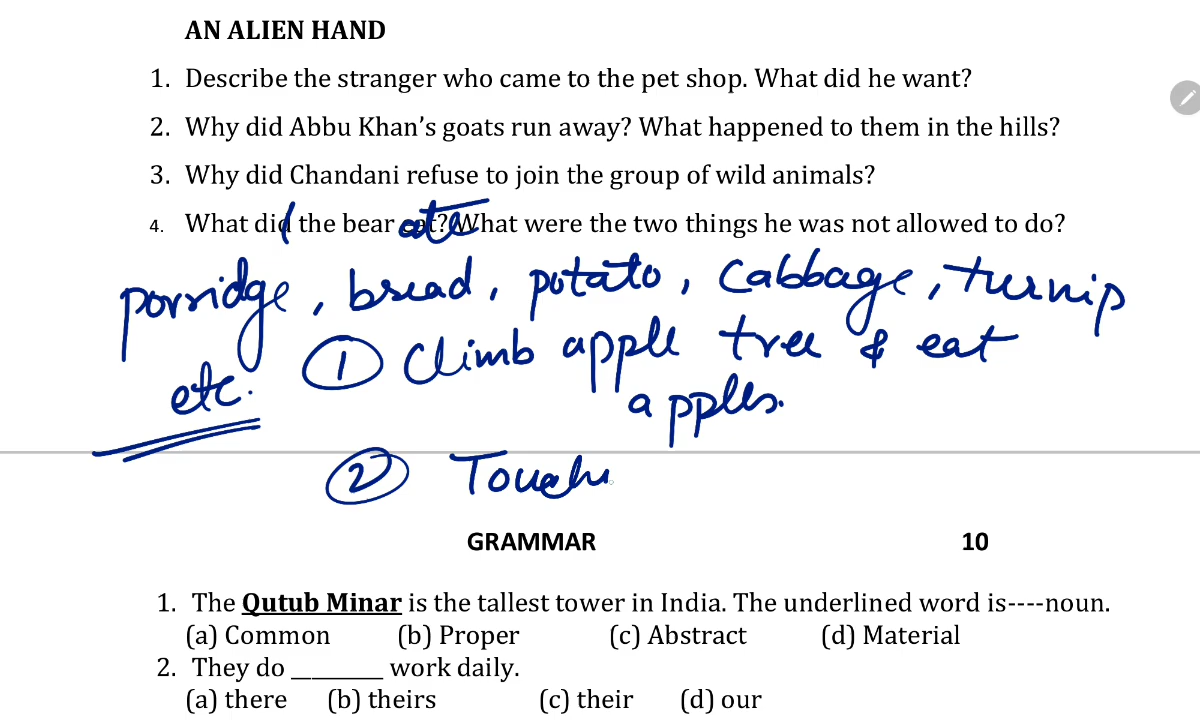 AN ALIEN HAND
1. Describe the stranger who came to the pet shop. What did he want?
2. Why did Abbu Khan’s goats run away? What happened to them in the hills?
3. Why did Chandani refuse to join the group of wild animals?
4. What did the bear eat? What were the two things he was not allowed to do?
ate
porridge, bread, potato, Cabbage, turnip
etc. ① Climb apple tree & eat
apples.
② Touch
GRAMMAR 10
1. The Qutub Minar is the tallest tower in India. The underlined word is----noun.
(a) Common (b) Proper (c) Abstract (d) Material
2. They do ________ work daily.
(a) there (b) theirs (c) their (d) our